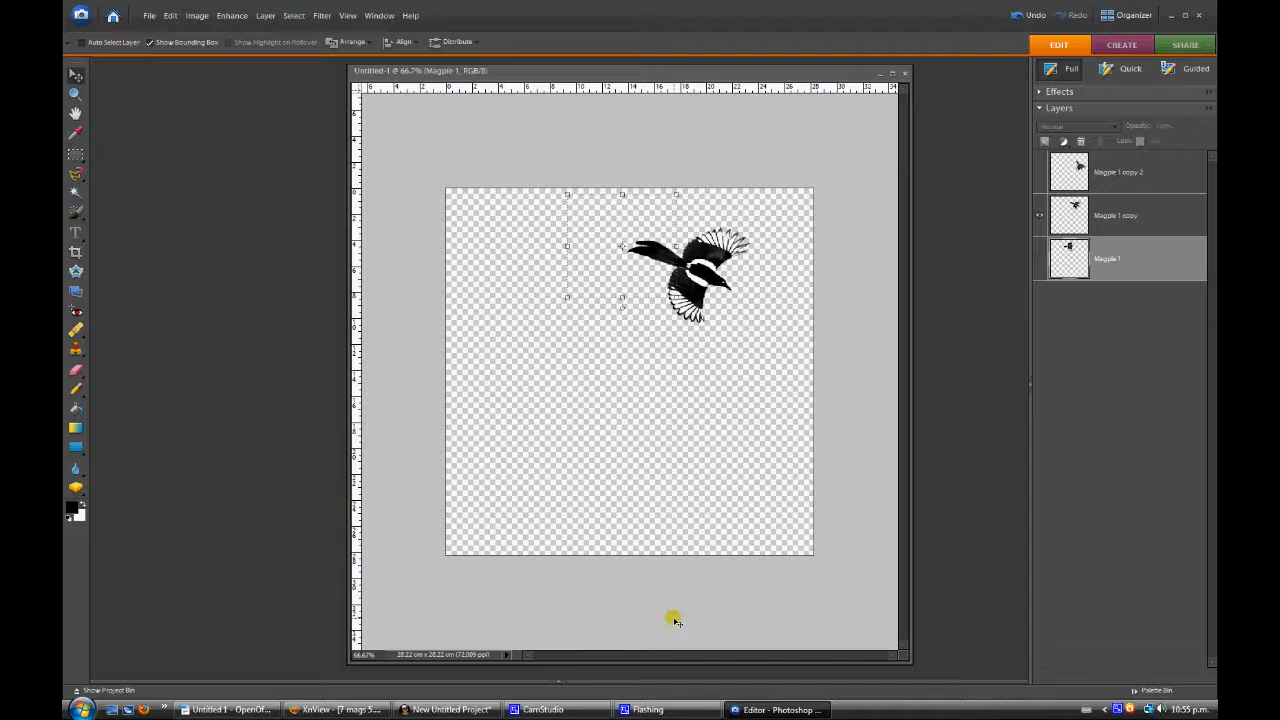 File Edit Image Enhance Layer Select Filter View Window Help Undo Redo Organizer
Auto Select Layer Show Bounding Box Show Highlight on Rollover Arrange Align Distribute
EDIT CREATE SHARE
Full Quick Guided
Untitled-1 @ 66.7% (Magpie 1, RGB/8)
Effects
Layers
Normal Opacity: 100%
Lock:
Magpie 1 copy 2
Magpie 1 copy
Magpie 1
66.67% 28.22 cm x 28.22 cm (72.009 ppi)
Show Project Bin Palette Bin
Untitled 1 - OpenOf... XnView - [7 mags S... New Untitled Project* CamStudio Flashing Editor - Photoshop ... 10:55 p.m.